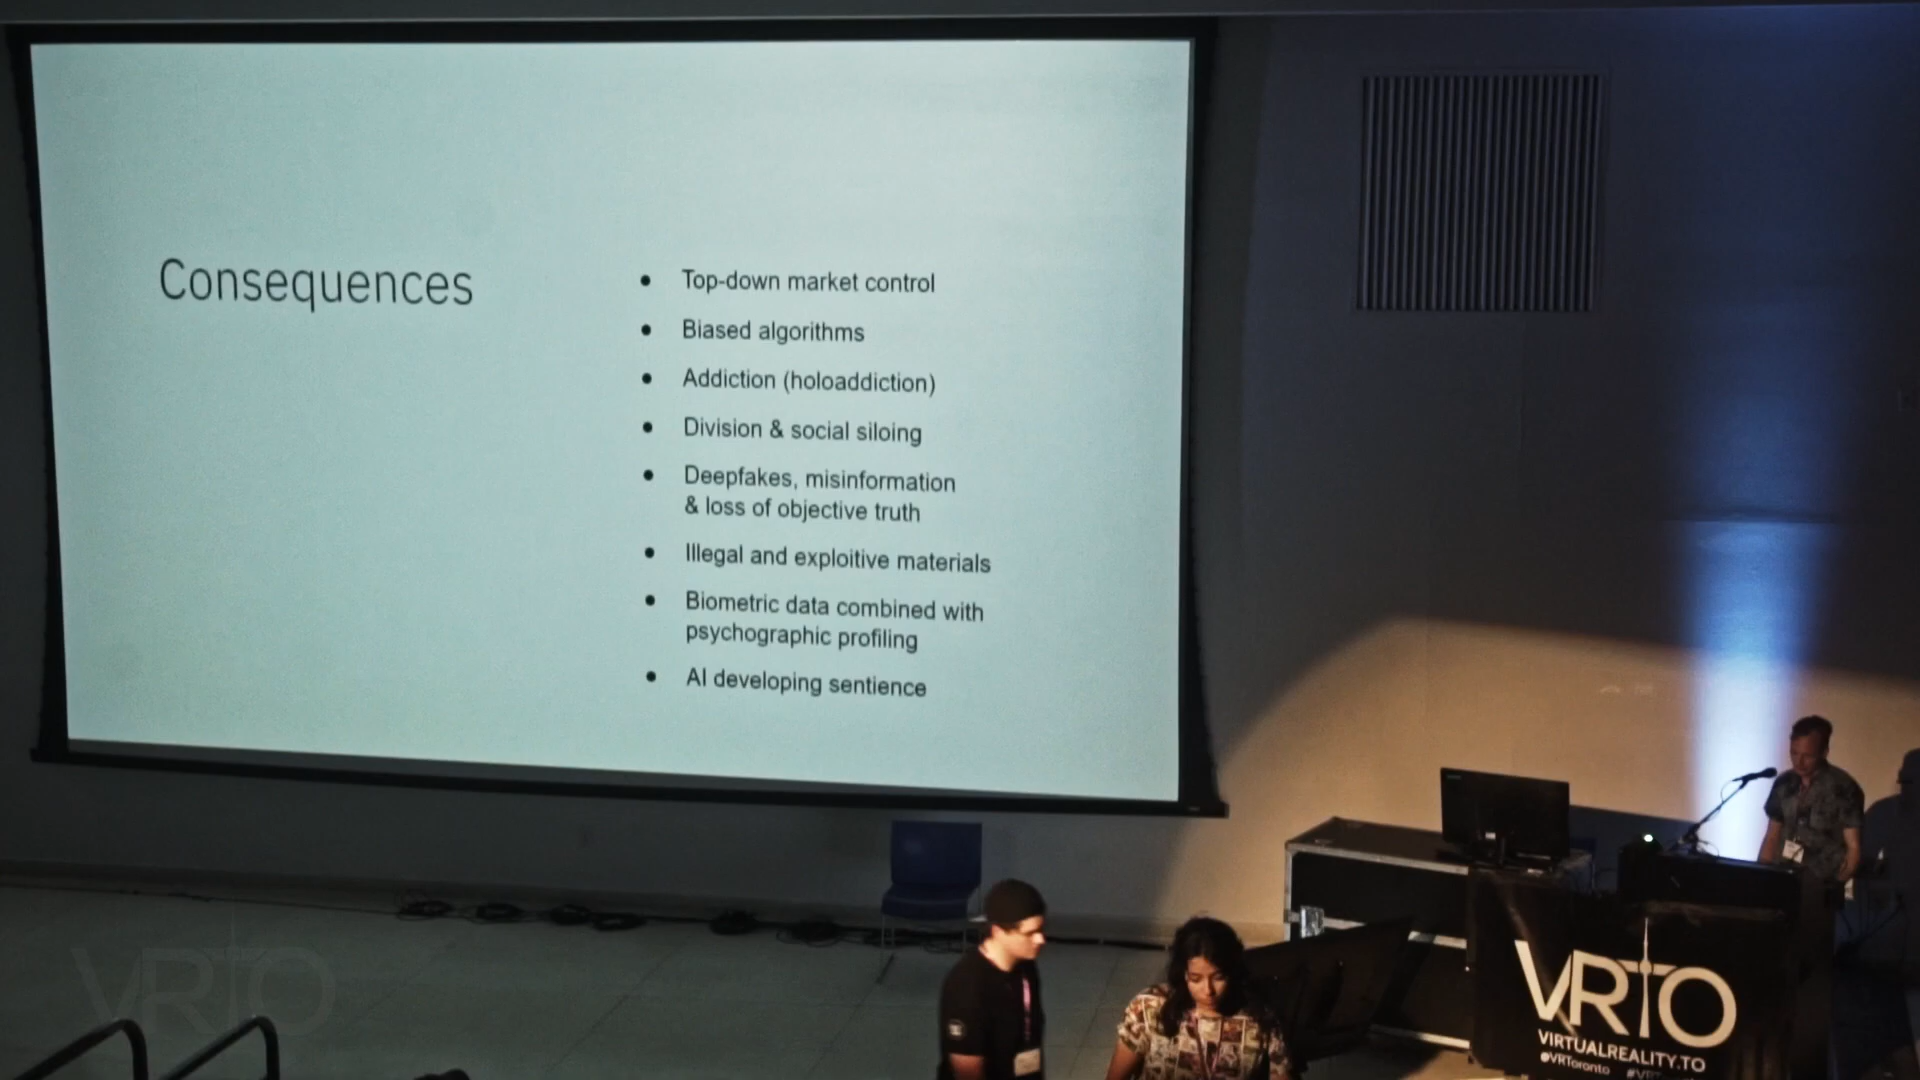 Consequences
Top-down market control
Biased algorithms
Addiction (holoaddiction)
Division & social siloing
Deepfakes, misinformation
& loss of objective truth
Illegal and exploitive materials
Biometric data combined with
psychographic profiling
AI developing sentience
VRTO
VIRTUALREALITY.TO
@VRToronto
VRTO